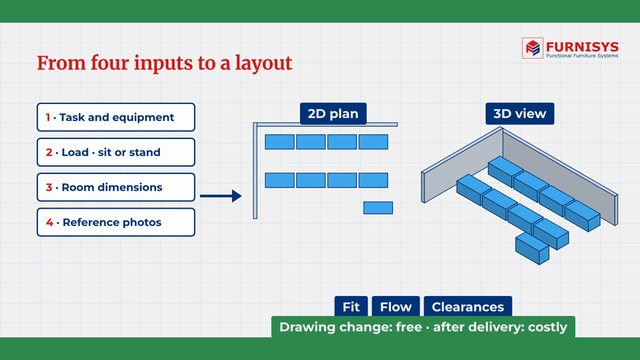 FURNISYS
Functional Furniture Systems
From four inputs to a layout
1 · Task and equipment
2 · Load · sit or stand
3 · Room dimensions
4 · Reference photos
2D plan
3D view
Fit
Flow
Clearances
Drawing change: free · after delivery: costly